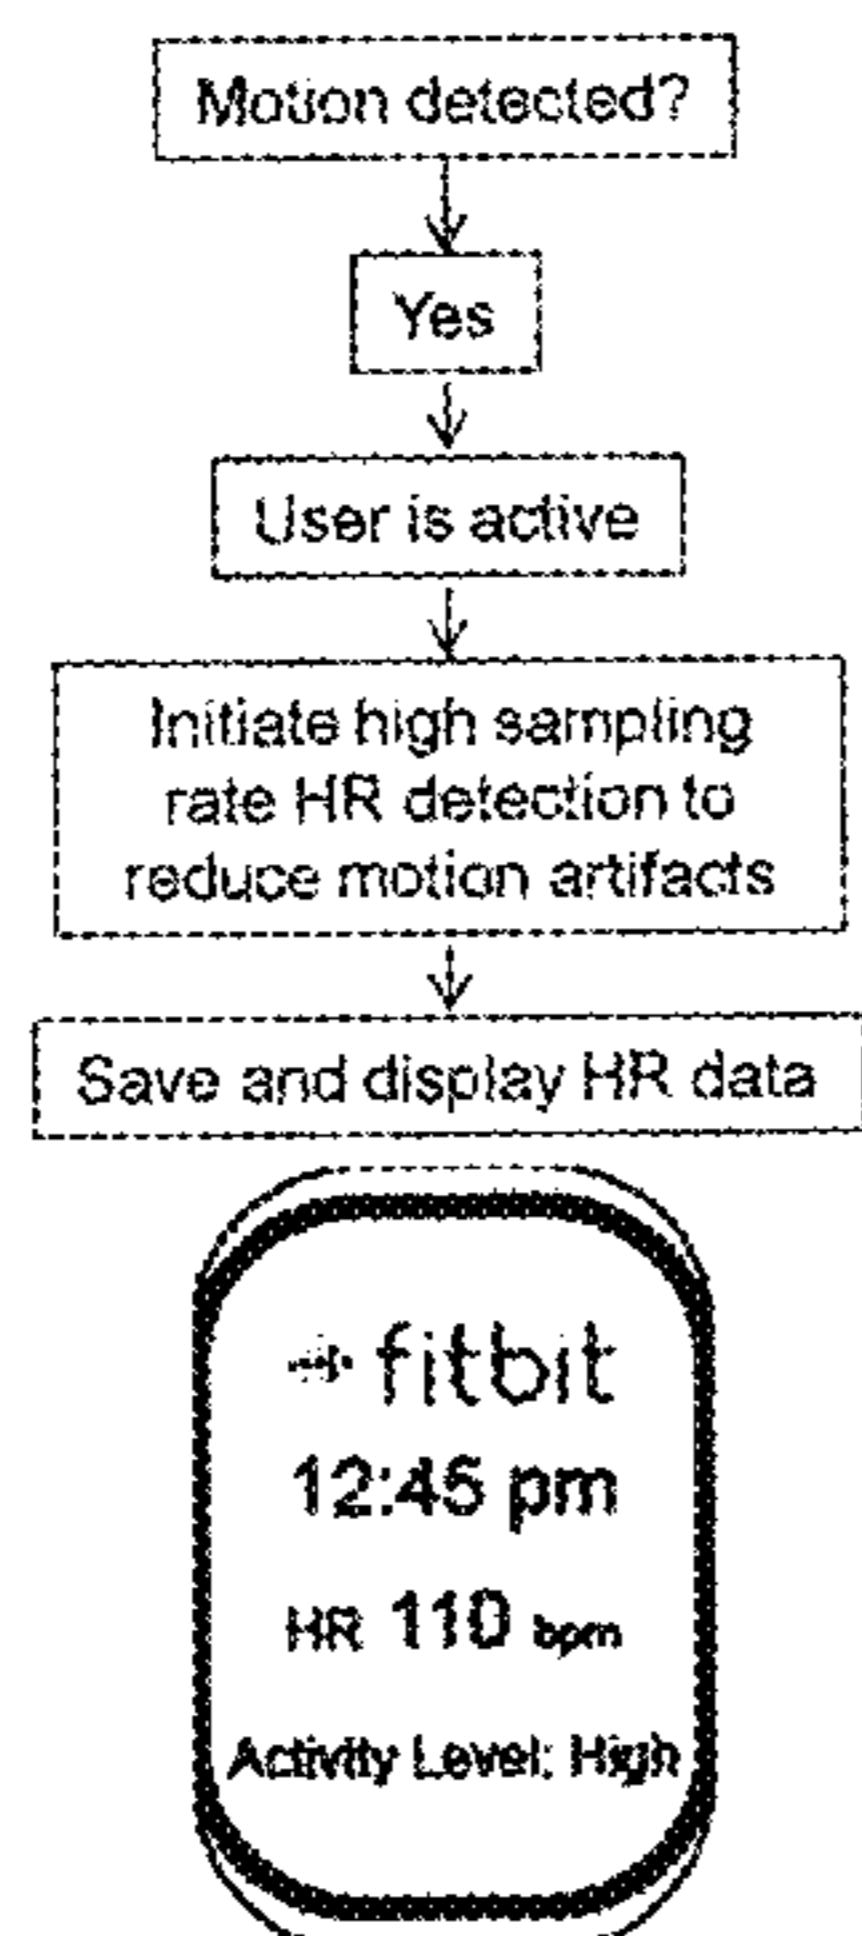 Motion detected?
Yes
User is active
Initiate high sampling
rate HR detection to
reduce motion artifacts
Save and display HR data
fitbit
12:45 pm
HR 110 bpm
Activity Level: High